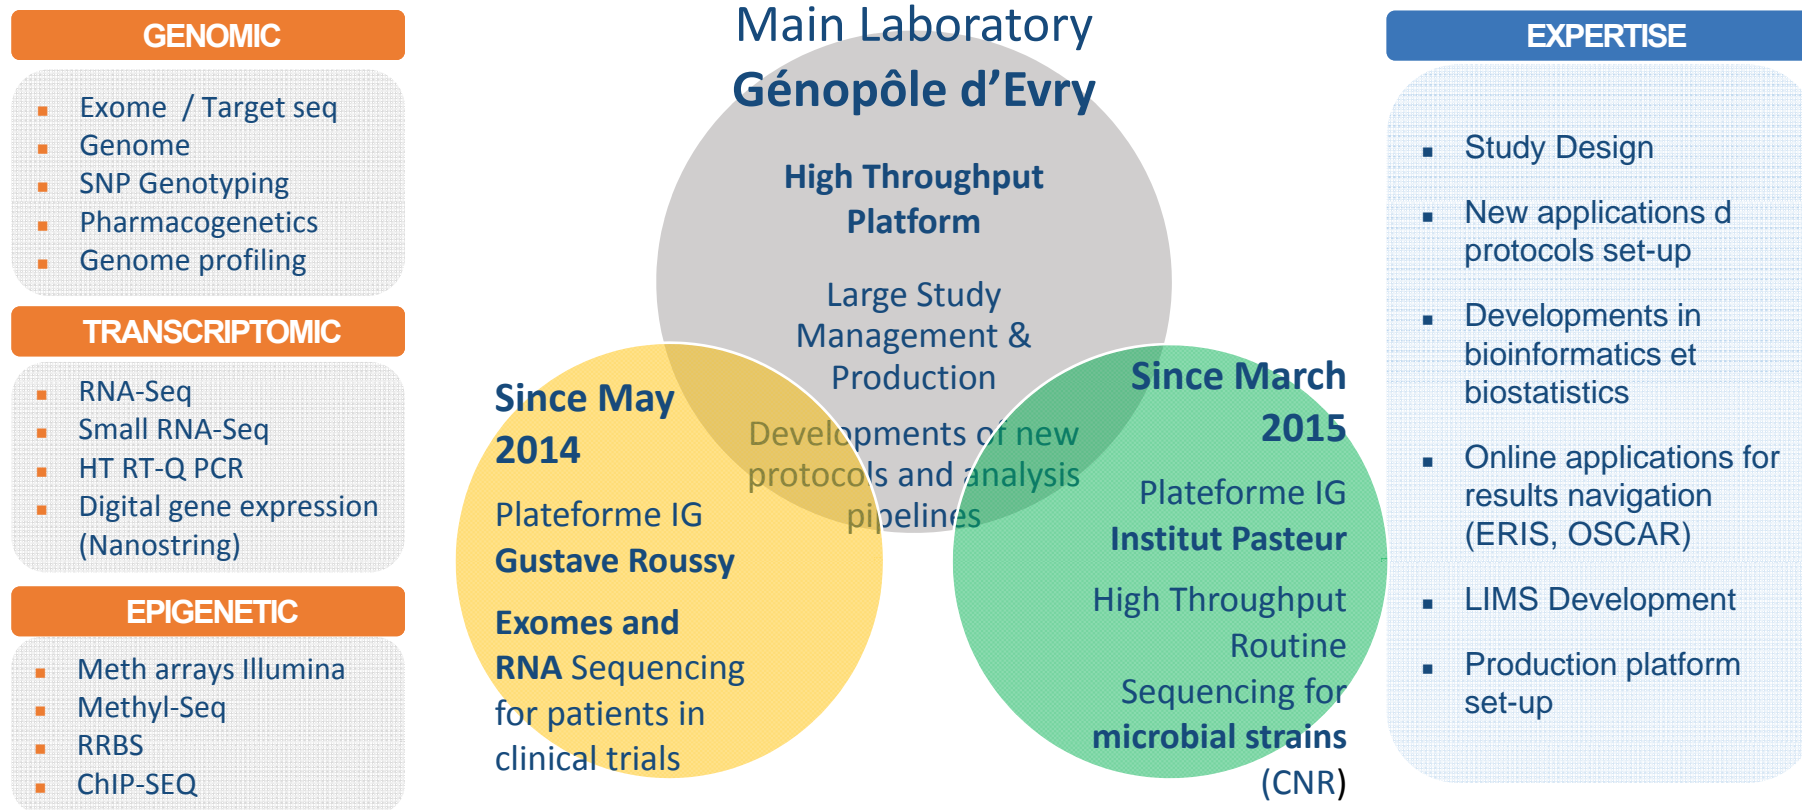 GENOMIC
Exome / Target seq
Genome
SNP Genotyping
Pharmacogenetics
Genome profiling
TRANSCRIPTOMIC
RNA-Seq
Small RNA-Seq
HT RT-Q PCR
Digital gene expression
(Nanostring)
EPIGENETIC
Meth arrays Illumina
Methyl-Seq
RRBS
ChIP-SEQ
Main Laboratory
Génopôle d’Evry
High Throughput
Platform
Large Study
Management &
Production
Developments of new
protocols and analysis
pipelines
Since May
2014
Plateforme IG
Gustave Roussy
Exomes and
RNA Sequencing
for patients in
clinical trials
Since March
2015
Plateforme IG
Institut Pasteur
High Throughput
Routine
Sequencing for
microbial strains
(CNR)
EXPERTISE
Study Design
New applications d
protocols set-up
Developments in
bioinformatics et
biostatistics
Online applications for
results navigation
(ERIS, OSCAR)
LIMS Development
Production platform
set-up